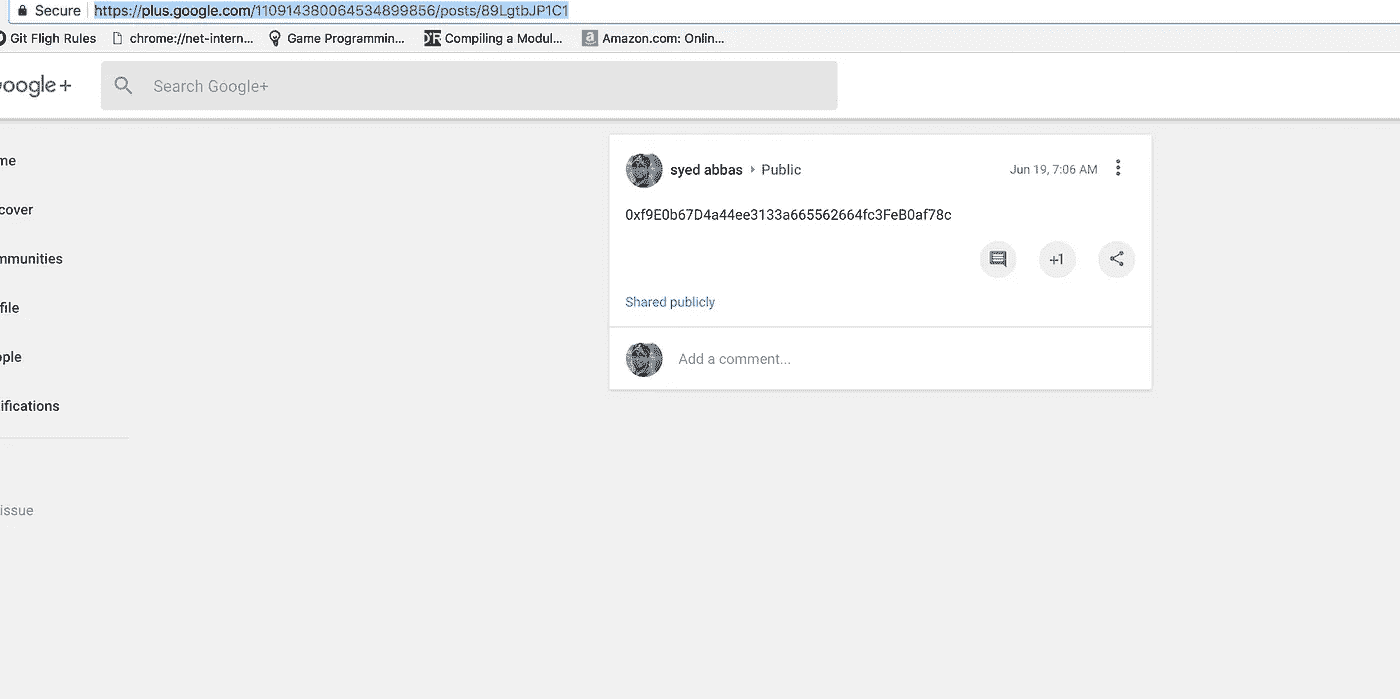 Secure https://plus.google.com/110914380064534899856/posts/89LgtbJP1C1
Git Fligh Rules chrome://net-intern... Game Programmin... Compiling a Modul... Amazon.com: Onlin...
oogle+ Search Google+
me
cover
mmunities
file
ople
ifications
issue
syed abbas Public Jun 19, 7:06 AM
0xf9E0b67D4a44ee3133a665562664fc3FeB0af78c
+1
Shared publicly
Add a comment...